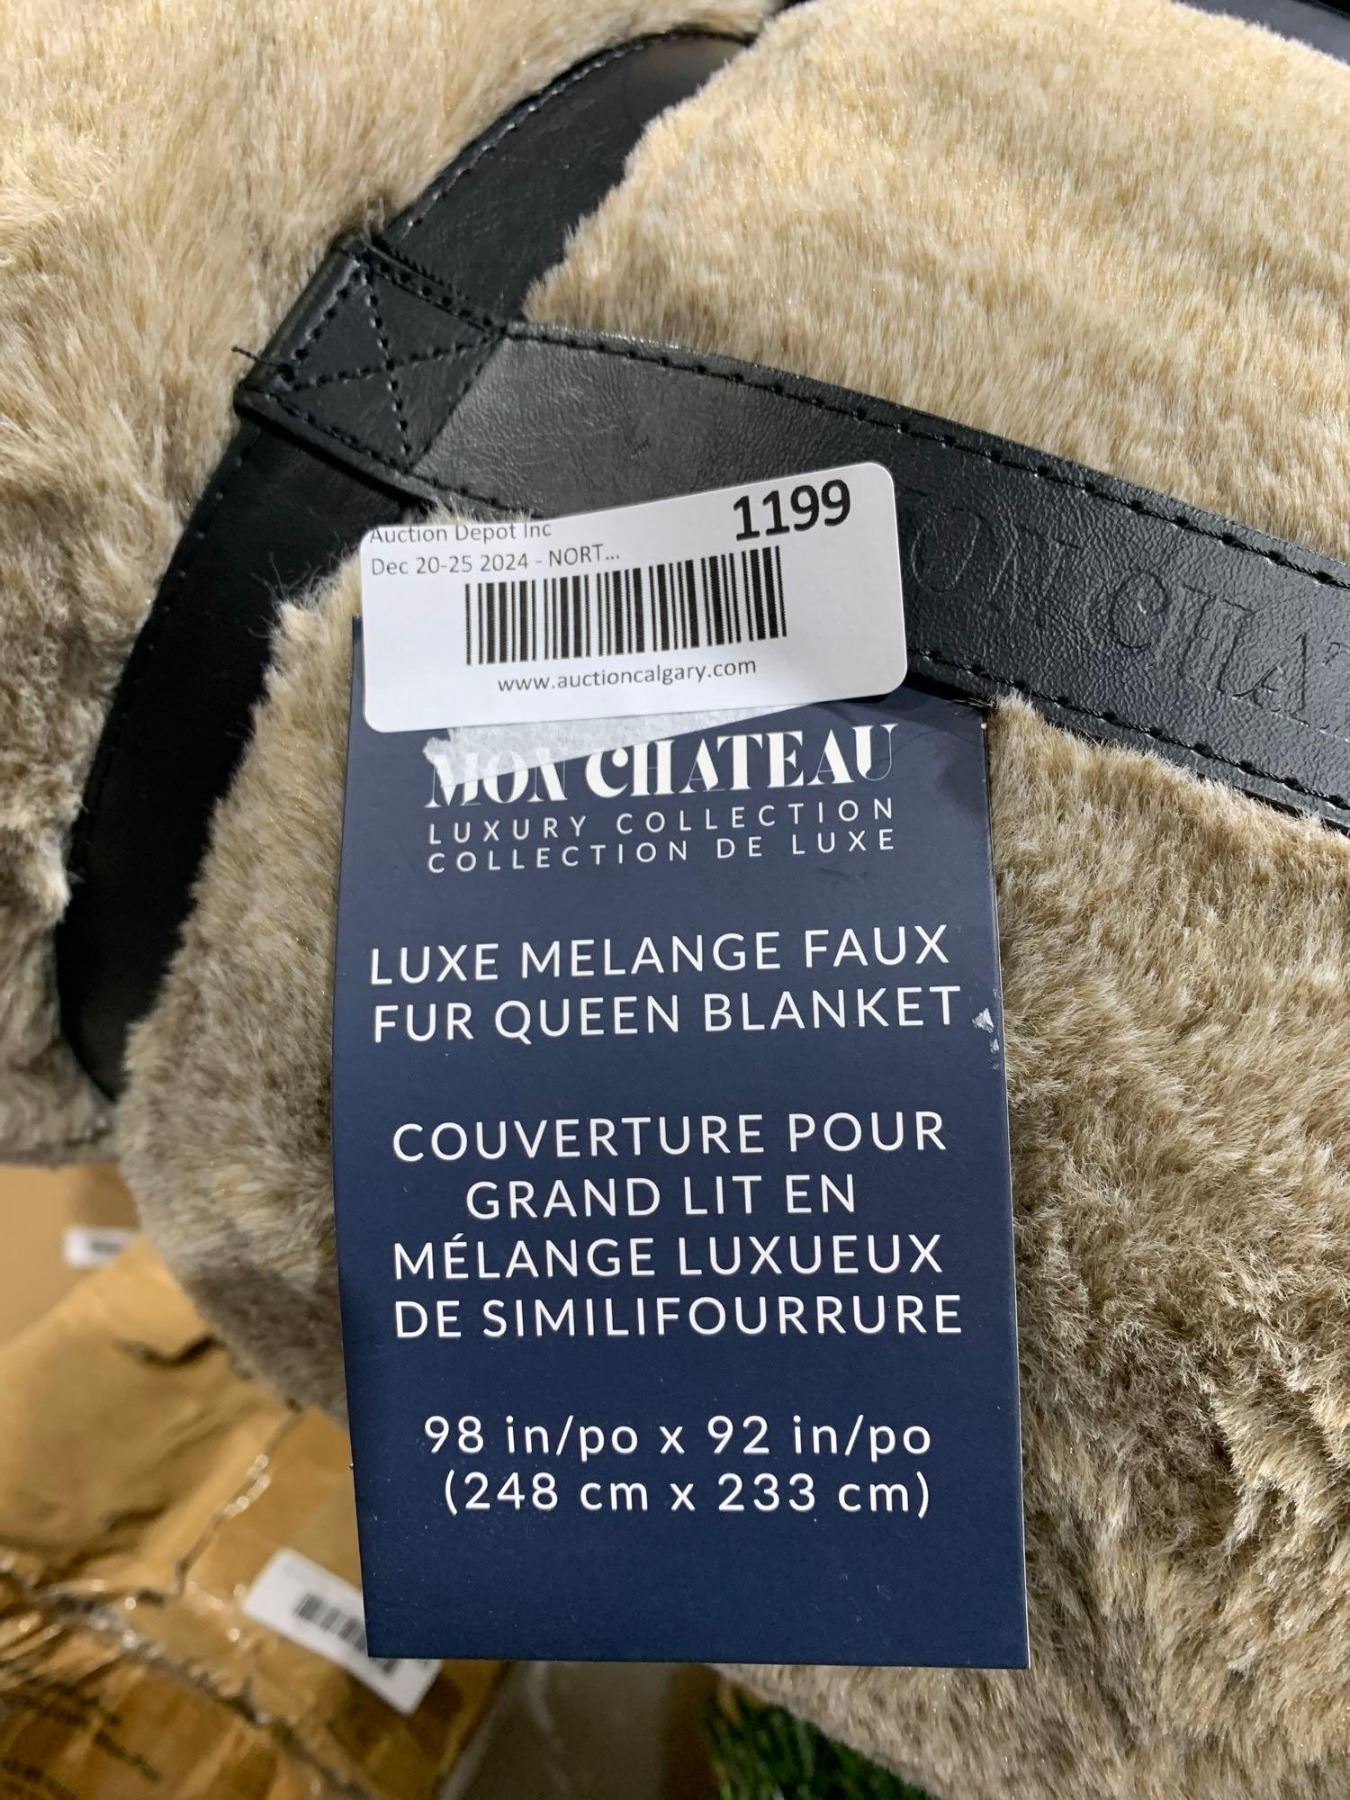 Auction Depot Inc
1199
Dec 20-25 2024 - NORT...
www.auctioncalgary.com
MON CHATEAU
LUXURY COLLECTION
COLLECTION DE LUXE
LUXE MELANGE FAUX
FUR QUEEN BLANKET
COUVERTURE POUR
GRAND LIT EN
MÉLANGE LUXUEUX
DE SIMILIFOURRURE
98 in/po x 92 in/po
(248 cm x 233 cm)